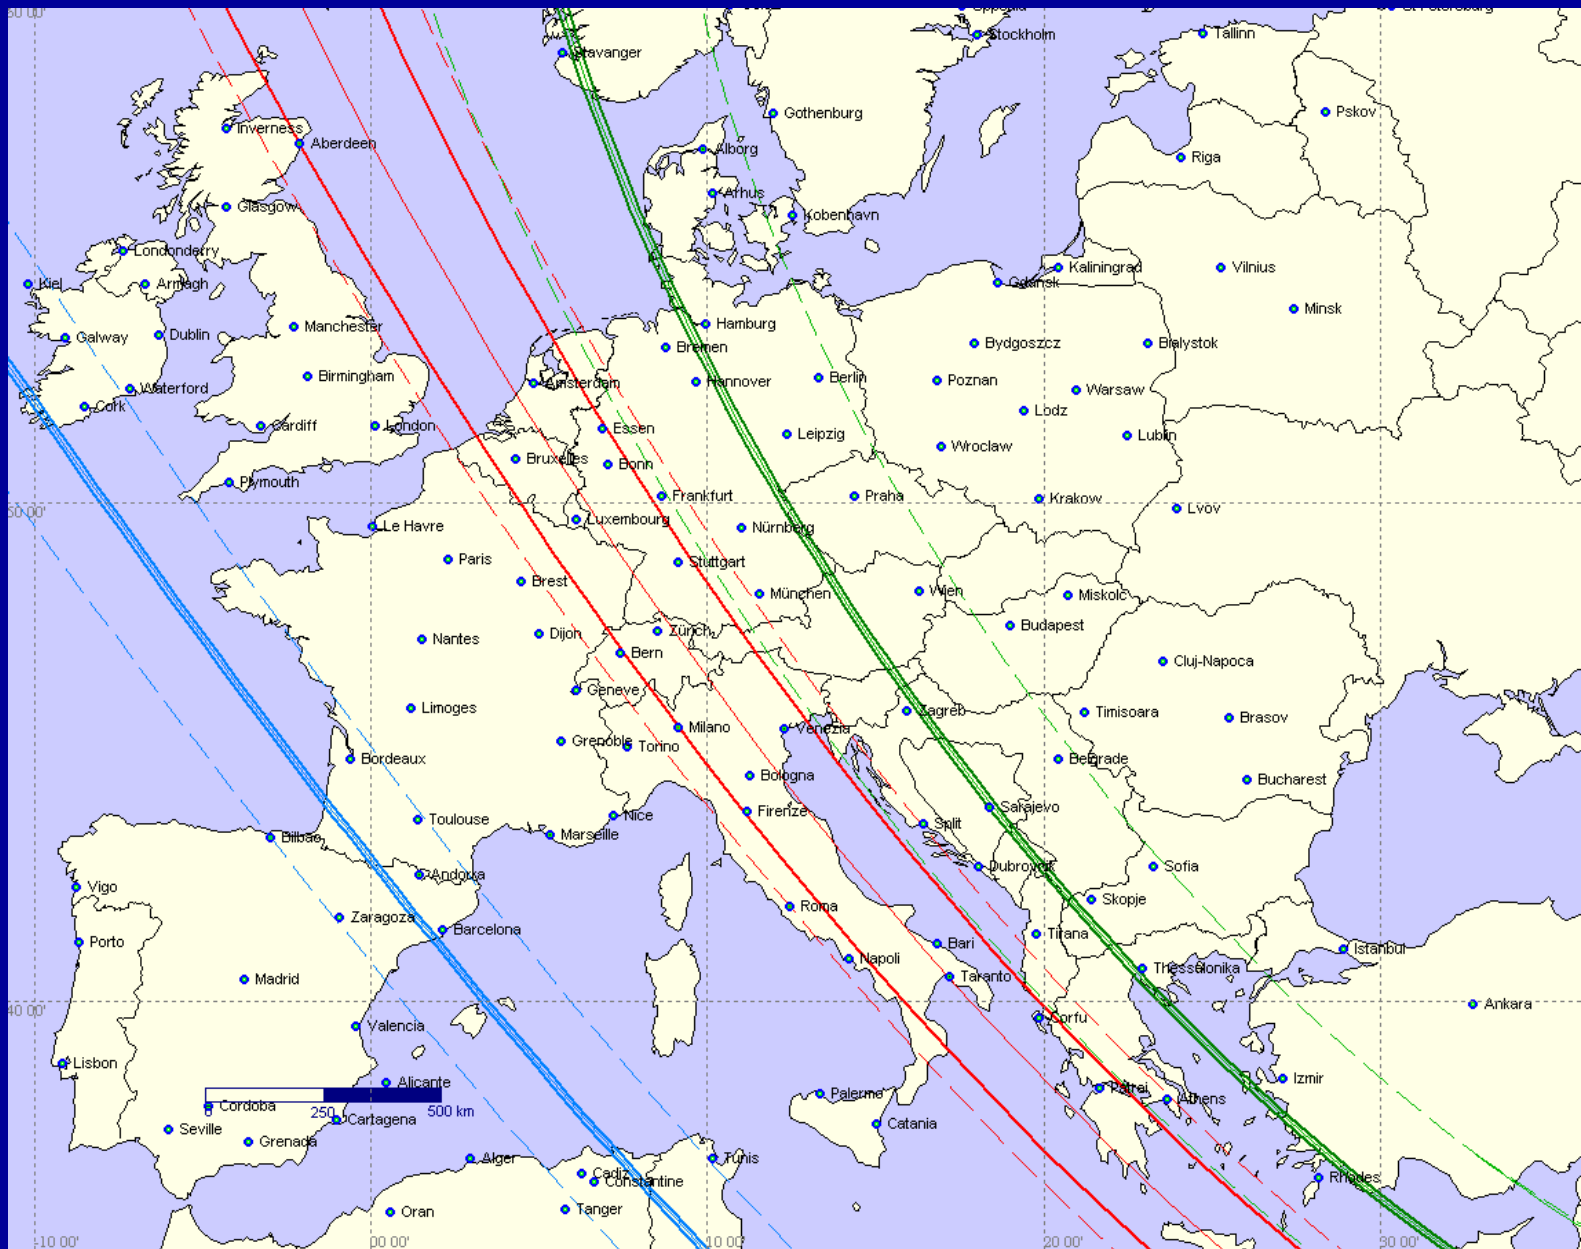 60 00'
Uppsala
St Petersburg
Stockholm
Tallinn
Stavanger
Gothenburg
Pskov
Inverness
Aberdeen
Alborg
Riga
Arhus
Glasgow
Kobenhavn
Londonderry
Kaliningrad
Vilnius
Kiel
Armagh
Gdansk
Minsk
Hamburg
Manchester
Dublin
Galway
Bremen
Bydgoszcz
Bialystok
Birmingham
Amsterdam
Hannover
Berlin
Poznan
Waterford
Warsaw
Cork
Lodz
Cardiff
London
Essen
Leipzig
Lublin
Wroclaw
Bruxelles
Bonn
Plymouth
Frankfurt
Praha
Krakow
50 00'
Lvov
Le Havre
Luxembourg
Nürnberg
Paris
Stuttgart
Brest
München
Wien
Miskolc
Nantes
Dijon
Zürich
Budapest
Bern
Cluj-Napoca
Geneve
Limoges
Zagreb
Timisoara
Brasov
Milano
Venezia
Grenoble
Torino
Bordeaux
Belgrade
Bologna
Bucharest
Toulouse
Nice
Firenze
Sarajevo
Marseille
Split
Bilbao
Andorra
Dubrovnik
Sofia
Vigo
Skopje
Zaragoza
Roma
Barcelona
Titana
Porto
Bari
Istanbul
Madrid
Napoli
Taranto
Thessalonika
40 00'
Ankara
Valencia
Corfu
Lisbon
Alicante
Izmir
Cordoba
0
250
500 km
Palermo
Patrai
Athens
Cartagena
Seville
Grenada
Catania
Alger
Tunis
Cadiz
Constantine
Rhodes
Oran
Tanger
-10 00'
00 00'
10 00'
20 00'
30 00'